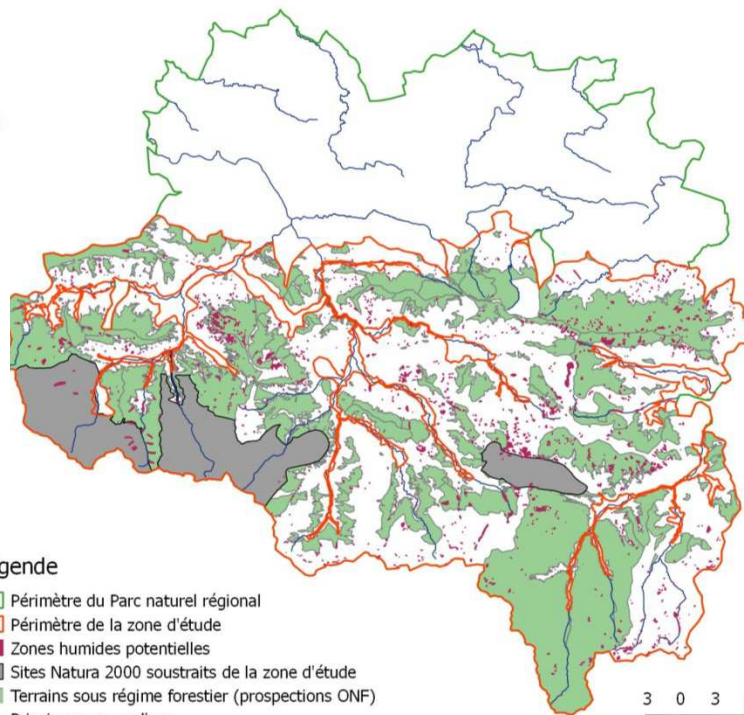 gende
Périmètre du Parc naturel régional
Périmètre de la zone d'étude
Zones humides potentielles
Sites Natura 2000 soustraits de la zone d'étude
Terrains sous régime forestier (prospections ONF)
3 0 3